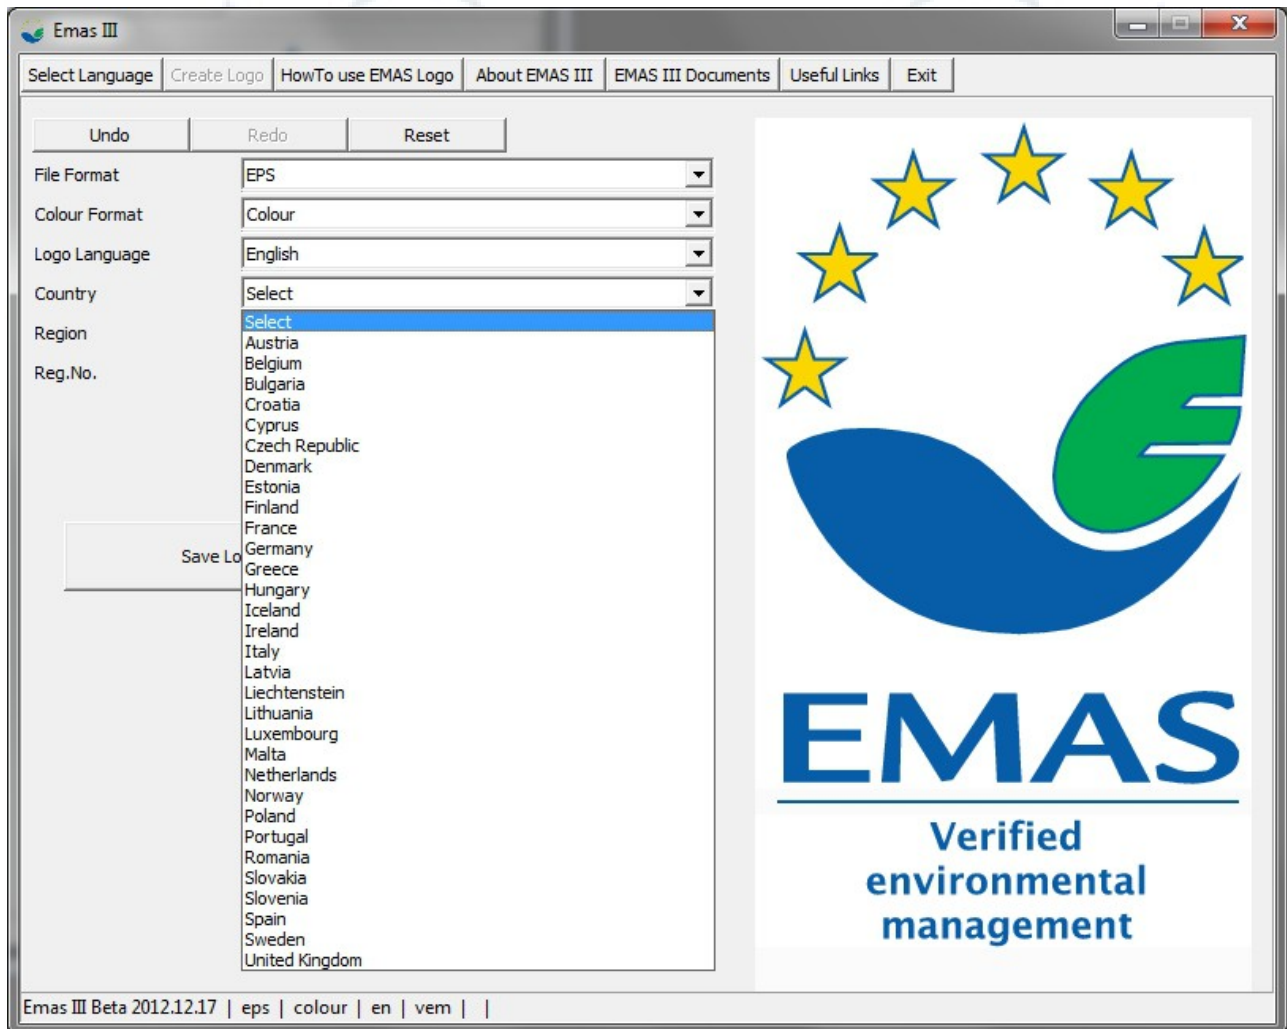 Emas III
Select Language Create Logo HowTo use EMAS Logo About EMAS III EMAS III Documents Useful Links Exit
Undo Redo Reset
File Format EPS
Colour Format Colour
Logo Language English
Country Select
Region
Reg.No.
Select
Austria
Belgium
Bulgaria
Croatia
Cyprus
Czech Republic
Denmark
Estonia
Finland
France
Germany
Greece
Hungary
Iceland
Ireland
Italy
Latvia
Liechtenstein
Lithuania
Luxembourg
Malta
Netherlands
Norway
Poland
Portugal
Romania
Slovakia
Slovenia
Spain
Sweden
United Kingdom
Save Lo
EMAS
Verified
environmental
management
Emas III Beta 2012.12.17 | eps | colour | en | vem | |